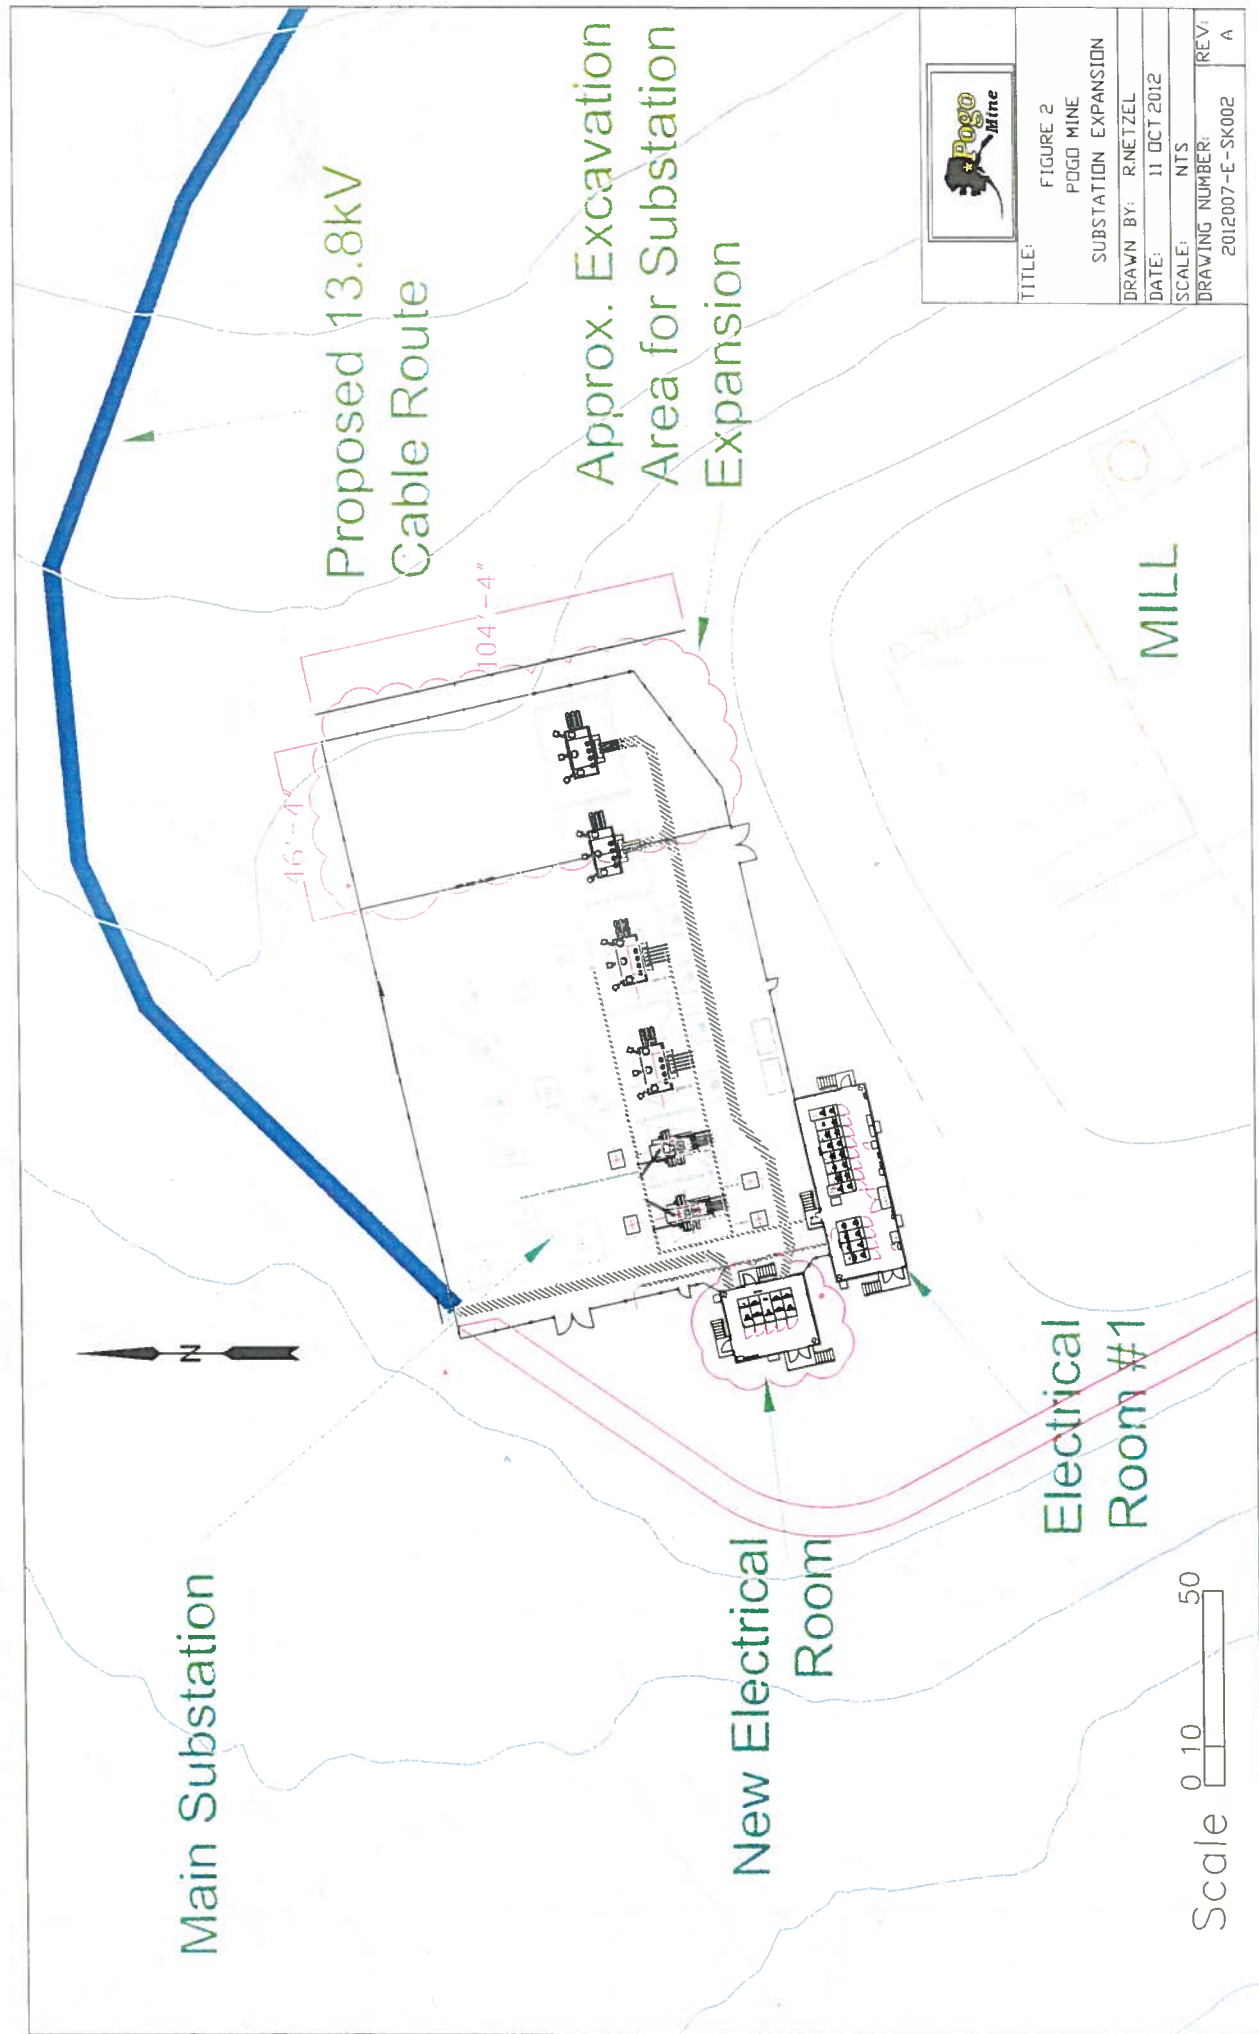 Main Substation
Proposed 13.8kV
Cable Route
Approx. Excavation
Area for Substation
Expansion
46'-4"
104'-4"
N
New Electrical
Room
Electrical
Room #1
MILL
Scale
0 10 50
Pogo
Mine
TITLE:
FIGURE 2
POGO MINE
SUBSTATION EXPANSION
DRAWN BY: R.NETZEL
DATE: 11 OCT 2012
SCALE: NTS
DRAWING NUMBER: REV:
2012007-E-SK002 A